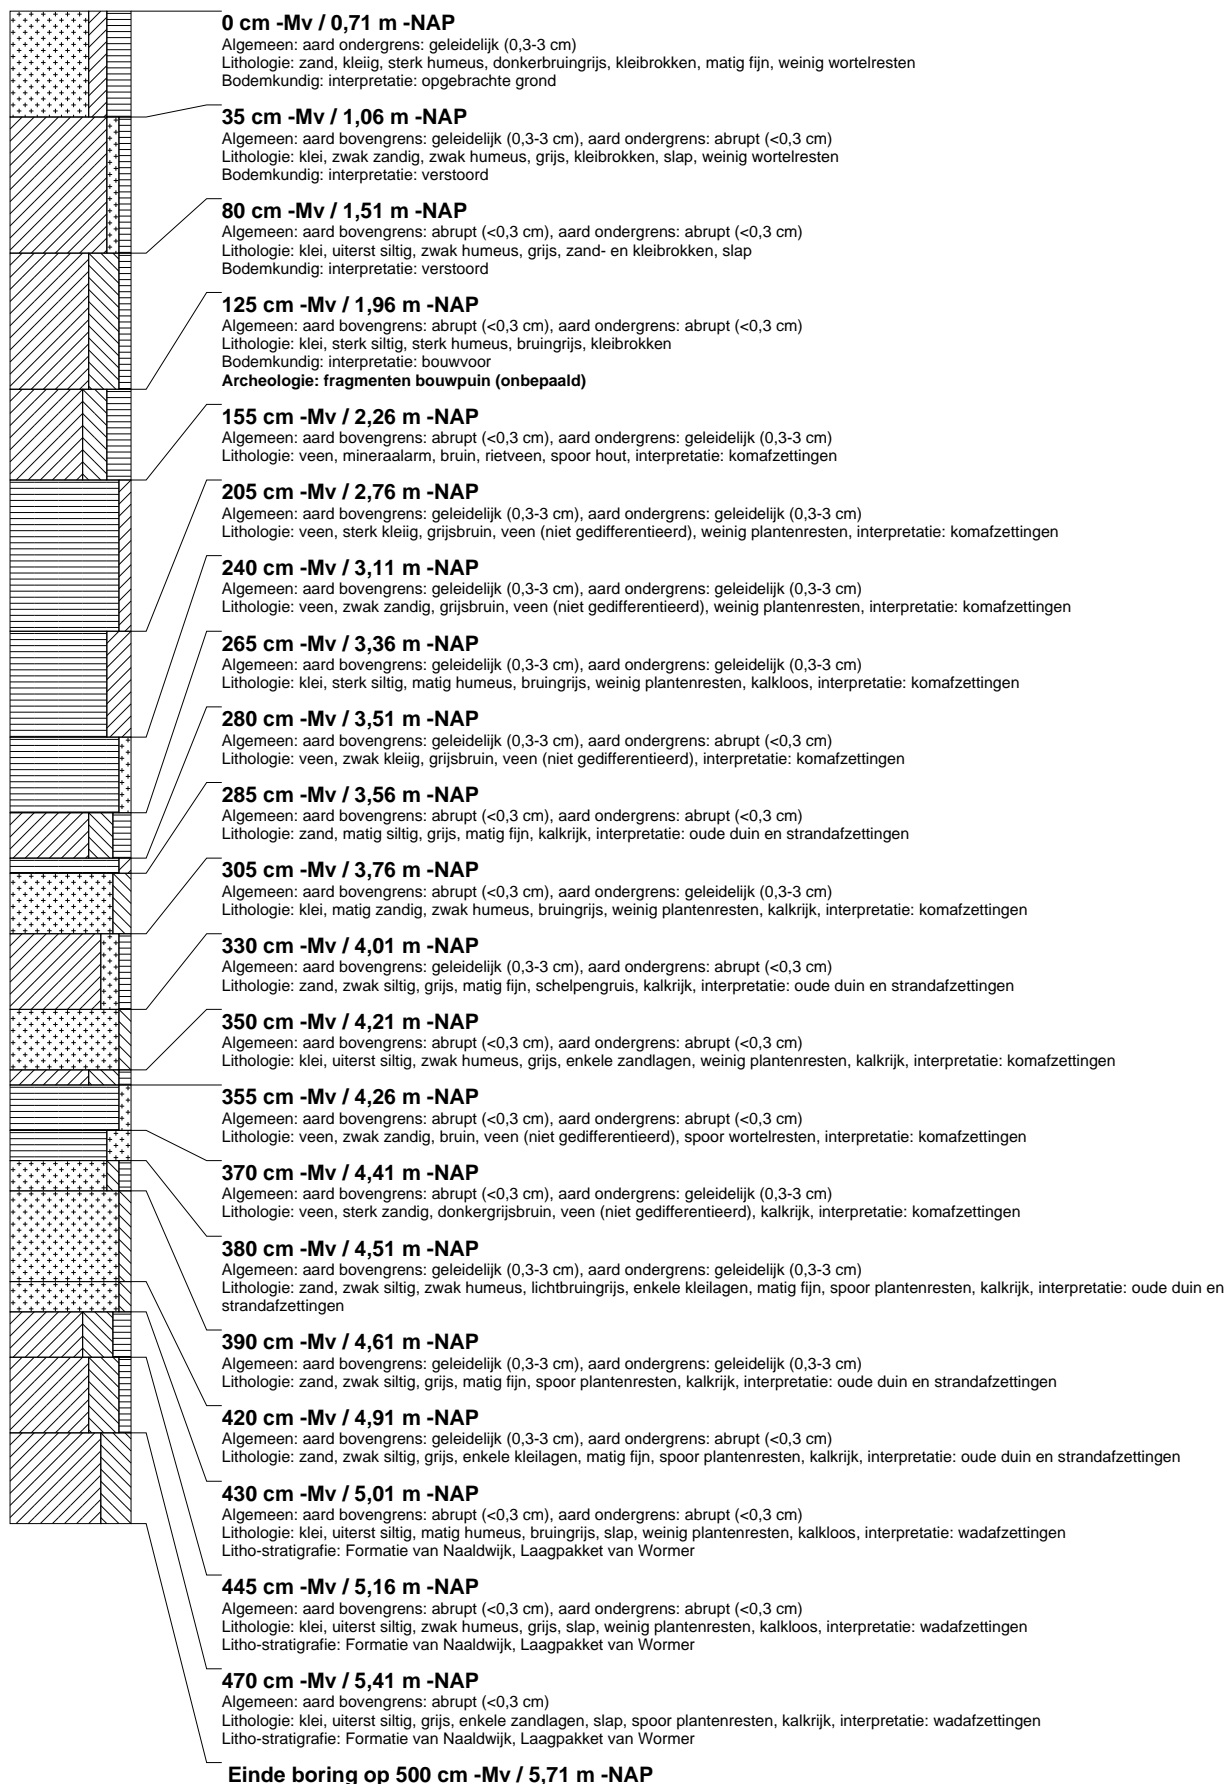 0 cm -Mv / 0,71 m -NAP
Algemeen: aard ondergrens: geleidelijk (0,3-3 cm)
Lithologie: zand, kleiig, sterk humeus, donkerbruingrijs, kleibrokken, matig fijn, weinig wortelresten
Bodemkundig: interpretatie: opgebrachte grond
35 cm -Mv / 1,06 m -NAP
Algemeen: aard bovengrens: geleidelijk (0,3-3 cm), aard ondergrens: abrupt (<0,3 cm)
Lithologie: klei, zwak zandig, zwak humeus, grijs, kleibrokken, slap, weinig wortelresten
Bodemkundig: interpretatie: verstoord
80 cm -Mv / 1,51 m -NAP
Algemeen: aard bovengrens: abrupt (<0,3 cm), aard ondergrens: abrupt (<0,3 cm)
Lithologie: klei, uiterst siltig, zwak humeus, grijs, zand- en kleibrokken, slap
Bodemkundig: interpretatie: verstoord
125 cm -Mv / 1,96 m -NAP
Algemeen: aard bovengrens: abrupt (<0,3 cm), aard ondergrens: abrupt (<0,3 cm)
Lithologie: klei, sterk siltig, sterk humeus, bruingrijs, kleibrokken
Bodemkundig: interpretatie: bouwvoor
Archeologie: fragmenten bouwpuin (onbepaald)
155 cm -Mv / 2,26 m -NAP
Algemeen: aard bovengrens: abrupt (<0,3 cm), aard ondergrens: geleidelijk (0,3-3 cm)
Lithologie: veen, mineraalarm, bruin, rietveen, spoor hout, interpretatie: komafzettingen
205 cm -Mv / 2,76 m -NAP
Algemeen: aard bovengrens: geleidelijk (0,3-3 cm), aard ondergrens: geleidelijk (0,3-3 cm)
Lithologie: veen, sterk kleiig, grijsbruin, veen (niet gedifferentieerd), weinig plantenresten, interpretatie: komafzettingen
240 cm -Mv / 3,11 m -NAP
Algemeen: aard bovengrens: geleidelijk (0,3-3 cm), aard ondergrens: geleidelijk (0,3-3 cm)
Lithologie: veen, zwak zandig, grijsbruin, veen (niet gedifferentieerd), weinig plantenresten, interpretatie: komafzettingen
265 cm -Mv / 3,36 m -NAP
Algemeen: aard bovengrens: geleidelijk (0,3-3 cm), aard ondergrens: geleidelijk (0,3-3 cm)
Lithologie: klei, sterk siltig, matig humeus, bruingrijs, weinig plantenresten, kalkloos, interpretatie: komafzettingen
280 cm -Mv / 3,51 m -NAP
Algemeen: aard bovengrens: geleidelijk (0,3-3 cm), aard ondergrens: abrupt (<0,3 cm)
Lithologie: veen, zwak kleiig, grijsbruin, veen (niet gedifferentieerd), interpretatie: komafzettingen
285 cm -Mv / 3,56 m -NAP
Algemeen: aard bovengrens: abrupt (<0,3 cm), aard ondergrens: abrupt (<0,3 cm)
Lithologie: zand, matig siltig, grijs, matig fijn, kalkrijk, interpretatie: oude duin en strandafzettingen
305 cm -Mv / 3,76 m -NAP
Algemeen: aard bovengrens: abrupt (<0,3 cm), aard ondergrens: geleidelijk (0,3-3 cm)
Lithologie: klei, matig zandig, zwak humeus, bruingrijs, weinig plantenresten, kalkrijk, interpretatie: komafzettingen
330 cm -Mv / 4,01 m -NAP
Algemeen: aard bovengrens: geleidelijk (0,3-3 cm), aard ondergrens: abrupt (<0,3 cm)
Lithologie: zand, zwak siltig, grijs, matig fijn, schelpengruis, kalkrijk, interpretatie: oude duin en strandafzettingen
350 cm -Mv / 4,21 m -NAP
Algemeen: aard bovengrens: abrupt (<0,3 cm), aard ondergrens: abrupt (<0,3 cm)
Lithologie: klei, uiterst siltig, zwak humeus, grijs, enkele zandlagen, weinig plantenresten, kalkrijk, interpretatie: komafzettingen
355 cm -Mv / 4,26 m -NAP
Algemeen: aard bovengrens: abrupt (<0,3 cm), aard ondergrens: abrupt (<0,3 cm)
Lithologie: veen, zwak zandig, bruin, veen (niet gedifferentieerd), spoor wortelresten, interpretatie: komafzettingen
370 cm -Mv / 4,41 m -NAP
Algemeen: aard bovengrens: abrupt (<0,3 cm), aard ondergrens: geleidelijk (0,3-3 cm)
Lithologie: veen, sterk zandig, donkergrijsbruin, veen (niet gedifferentieerd), kalkrijk, interpretatie: komafzettingen
380 cm -Mv / 4,51 m -NAP
Algemeen: aard bovengrens: geleidelijk (0,3-3 cm), aard ondergrens: geleidelijk (0,3-3 cm)
Lithologie: zand, zwak siltig, zwak humeus, lichtbruingrijs, enkele kleilagen, matig fijn, spoor plantenresten, kalkrijk, interpretatie: oude duin en
strandafzettingen
390 cm -Mv / 4,61 m -NAP
Algemeen: aard bovengrens: geleidelijk (0,3-3 cm), aard ondergrens: geleidelijk (0,3-3 cm)
Lithologie: zand, zwak siltig, grijs, matig fijn, spoor plantenresten, kalkrijk, interpretatie: oude duin en strandafzettingen
420 cm -Mv / 4,91 m -NAP
Algemeen: aard bovengrens: geleidelijk (0,3-3 cm), aard ondergrens: abrupt (<0,3 cm)
Lithologie: zand, zwak siltig, grijs, enkele kleilagen, matig fijn, spoor plantenresten, kalkrijk, interpretatie: oude duin en strandafzettingen
430 cm -Mv / 5,01 m -NAP
Algemeen: aard bovengrens: abrupt (<0,3 cm), aard ondergrens: abrupt (<0,3 cm)
Lithologie: klei, uiterst siltig, matig humeus, bruingrijs, slap, weinig plantenresten, kalkloos, interpretatie: wadafzettingen
Litho-stratigrafie: Formatie van Naaldwijk, Laagpakket van Wormer
445 cm -Mv / 5,16 m -NAP
Algemeen: aard bovengrens: abrupt (<0,3 cm), aard ondergrens: abrupt (<0,3 cm)
Lithologie: klei, uiterst siltig, zwak humeus, grijs, slap, weinig plantenresten, kalkloos, interpretatie: wadafzettingen
Litho-stratigrafie: Formatie van Naaldwijk, Laagpakket van Wormer
470 cm -Mv / 5,41 m -NAP
Algemeen: aard bovengrens: abrupt (<0,3 cm)
Lithologie: klei, uiterst siltig, grijs, enkele zandlagen, slap, spoor plantenresten, kalkrijk, interpretatie: wadafzettingen
Litho-stratigrafie: Formatie van Naaldwijk, Laagpakket van Wormer
Einde boring op 500 cm -Mv / 5,71 m -NAP